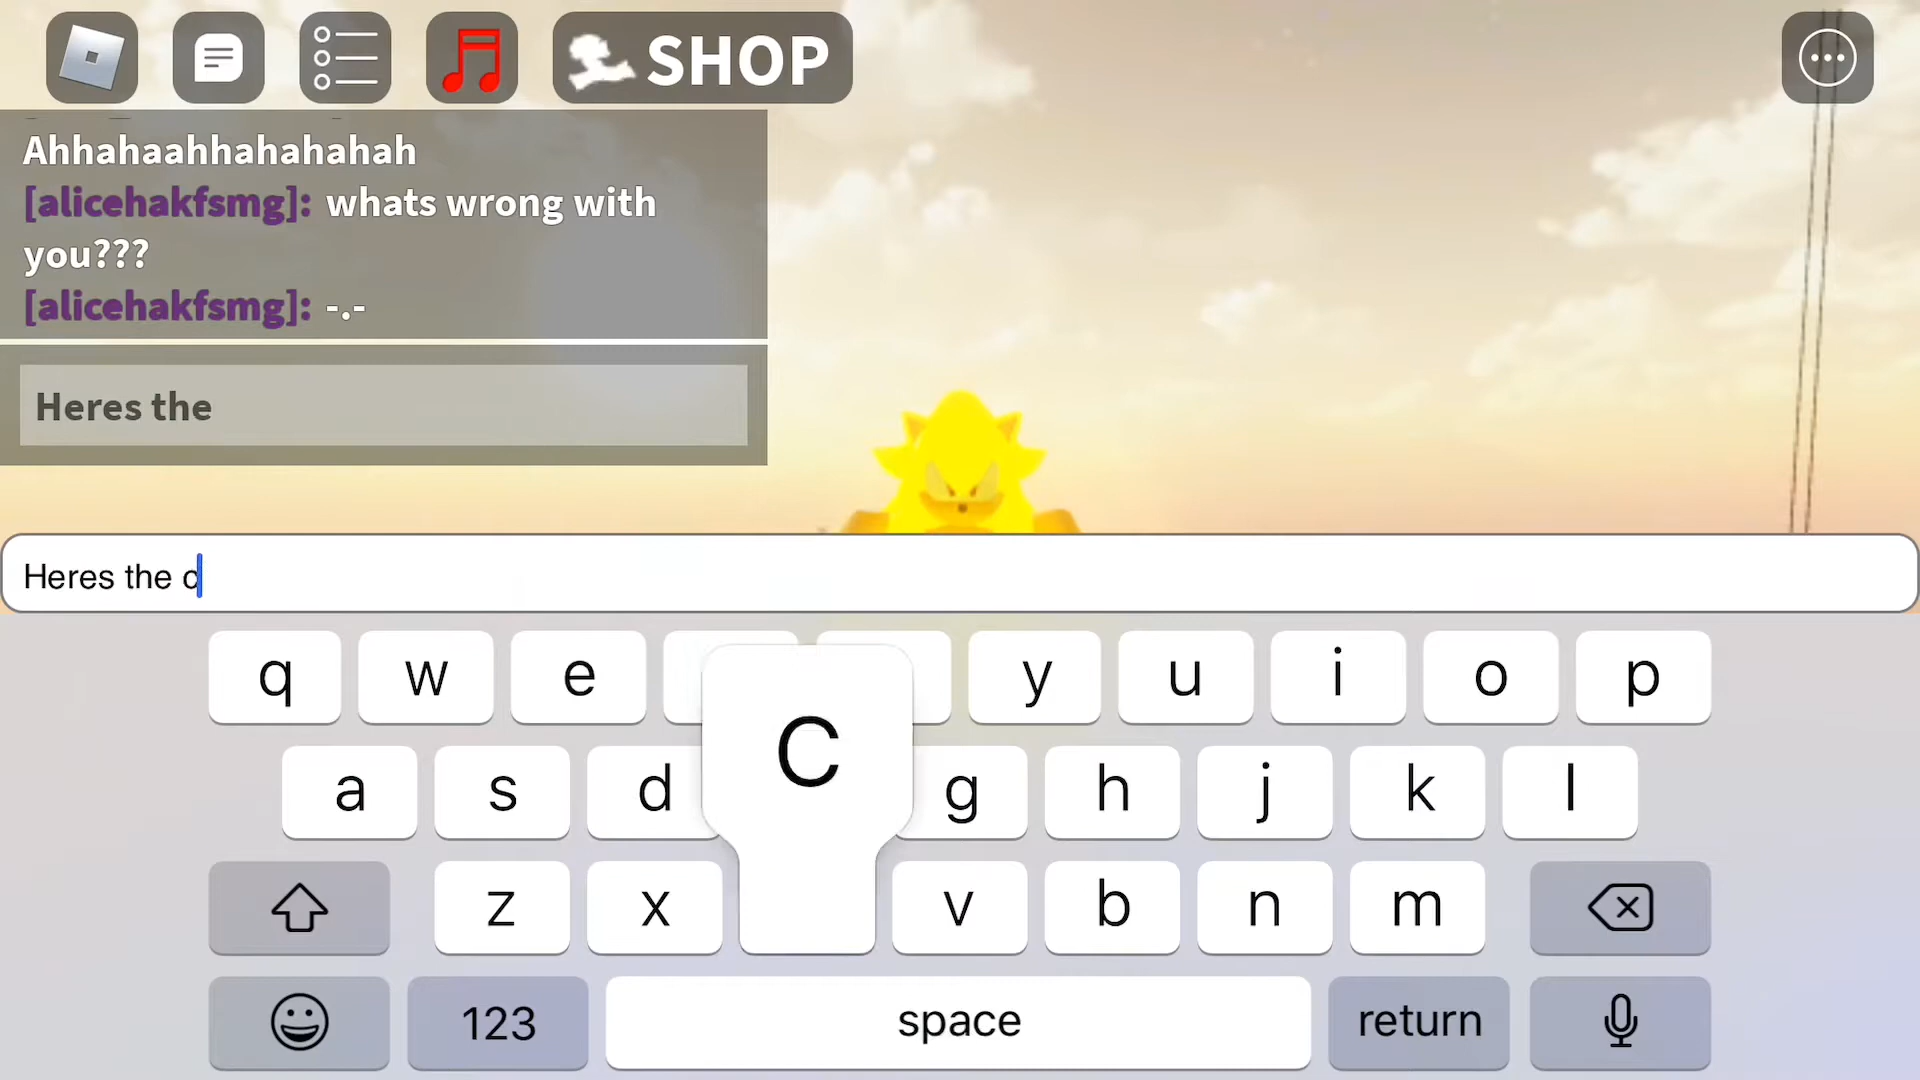 SHOP
Ahhahaahhahahahah
[alicehakfsmg]: whats wrong with
you???
[alicehakfsmg]: -.-
Heres the
Heres the c
q w e y u i o p
C
a s d g h j k l
z x v b n m
123 space return